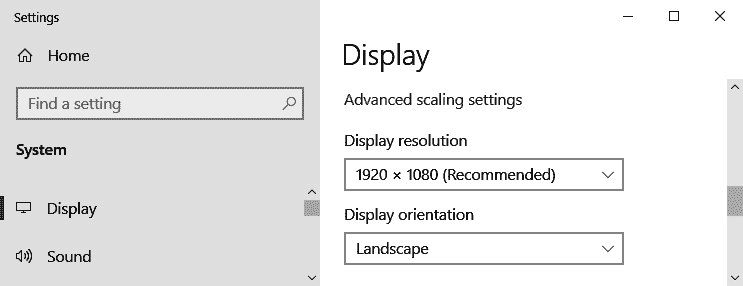 Settings
Home
Find a setting
System
Display
Sound
Display
Advanced scaling settings
Display resolution
1920 × 1080 (Recommended)
Display orientation
Landscape